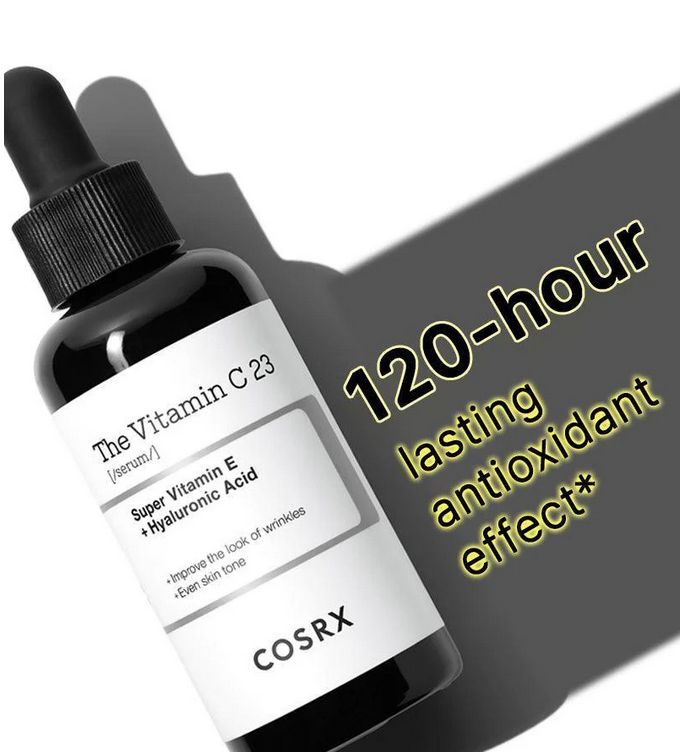 The Vitamin C 23
[/serum/]
Super Vitamin E
+ Hyaluronic Acid
+Improve the look of wrinkles
+Even skin tone
COSRX
120-hour
lasting
antioxidant
effect*